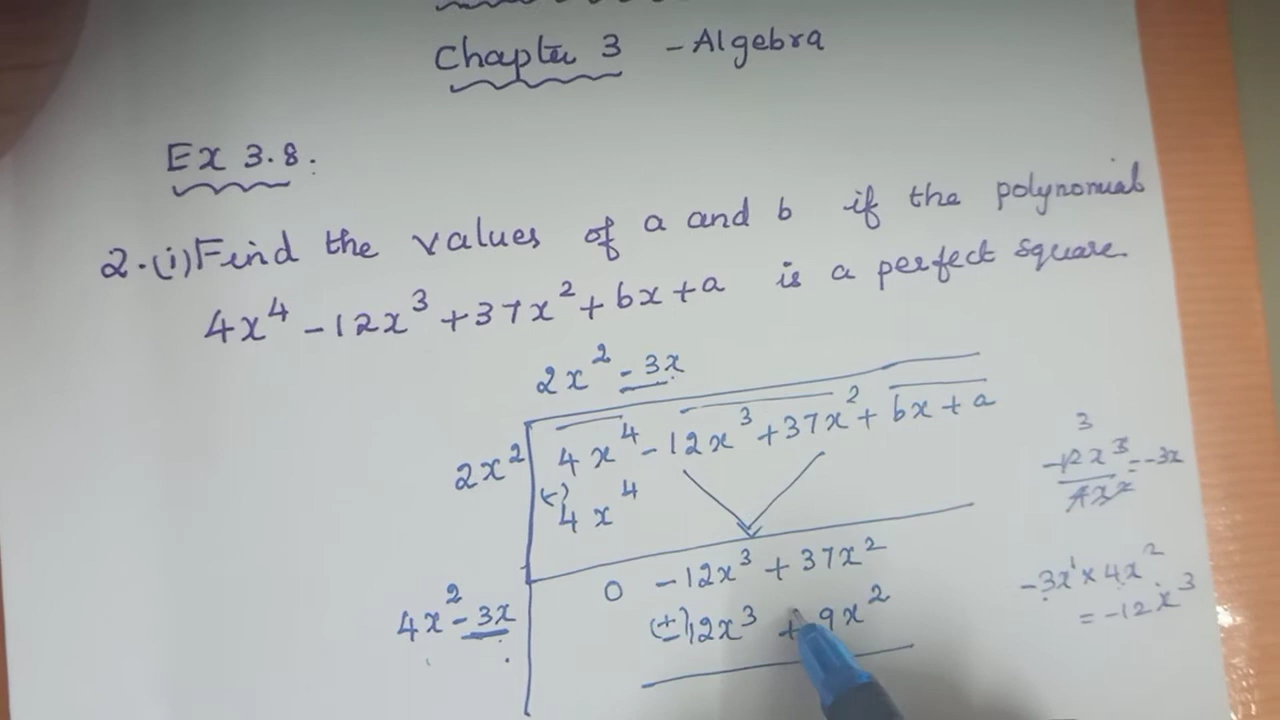 Chapter 3 - Algebra
Ex 3.8.
2.(i) Find the values of a and b if the polynomial
4x⁴ - 12x³ + 37x² + bx + a is a perfect square.
2x² - 3x
2x² 4x⁴ - 12x³ + 37x² + bx + a
(-) 4x⁴
0 - 12x³ + 37x²
4x² - 3x (±) 12x³ + 9x²
3
-12x³ = -3x
4x²
-3x¹ × 4x²
= -12x³